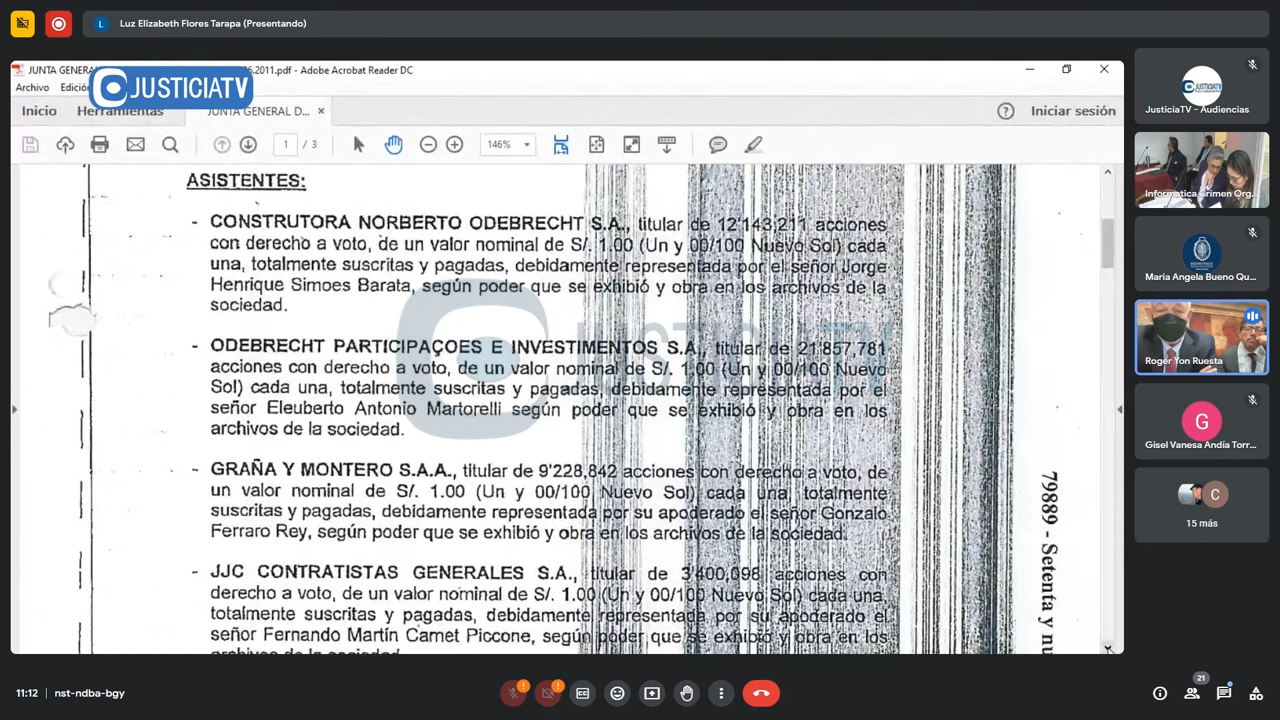 Luz Elizabeth Flores Tarapa (Presentando)
JUNTA GENERA
6.2011.pdf - Adobe Acrobat Reader DC
JUSTICIATV
Archivo
Inicio
Herramientas
JUNTA GENERAL D...
Iniciar sesión
1 / 3
146%
ASISTENTES:
- CONSTRUTORA NORBERTO ODEBRECHT S.A., titular de 12'143,211 acciones
con derecho a voto, de un valor nominal de S/. 1.00 (Un y 00/100 Nuevo Sol) cada
una, totalmente suscritas y pagadas, debidamente representada por el señor Jorge
Henrique Simoes Barata, según poder que se exhibió y obra en los archivos de la
sociedad.
- ODEBRECHT PARTICIPAÇOES E INVESTIMENTOS S.A., titular de 21'857,781
acciones con derecho a voto, de un valor nominal de S/. 1.00 (Un y 00/100 Nuevo
Sol) cada una, totalmente suscritas y pagadas, debidamente representada por el
señor Eleuberto Antonio Martorelli según poder que se exhibió y obra en los
archivos de la sociedad.
- GRAÑA Y MONTERO S.A.A., titular de 9'228,842 acciones con derecho a voto, de
un valor nominal de S/. 1.00 (Un y 00/100 Nuevo Sol) cada una, totalmente
suscritas y pagadas, debidamente representada por su apoderado el señor Gonzalo
Ferraro Rey, según poder que se exhibió y obra en los archivos de la sociedad.
- JJC CONTRATISTAS GENERALES S.A., titular de 3'400,098 acciones con
derecho a voto, de un valor nominal de S/. 1.00 (Un y 00/100 Nuevo Sol) cada una,
totalmente suscritas y pagadas, debidamente representada por su apoderado el
señor Fernando Martín Camet Piccone, según poder que se exhibió y obra en los
archivos de la sociedad.
JUSTICIATV
79889 - Setenta y nu
JusticiaTV - Audiencias
Informatica Crimen Org...
Maria Angela Bueno Qu...
Roger Yon Ruesta
G
Gisel Vanesa Andía Torr...
C
15 más
11:12
nst-ndba-bgy
21